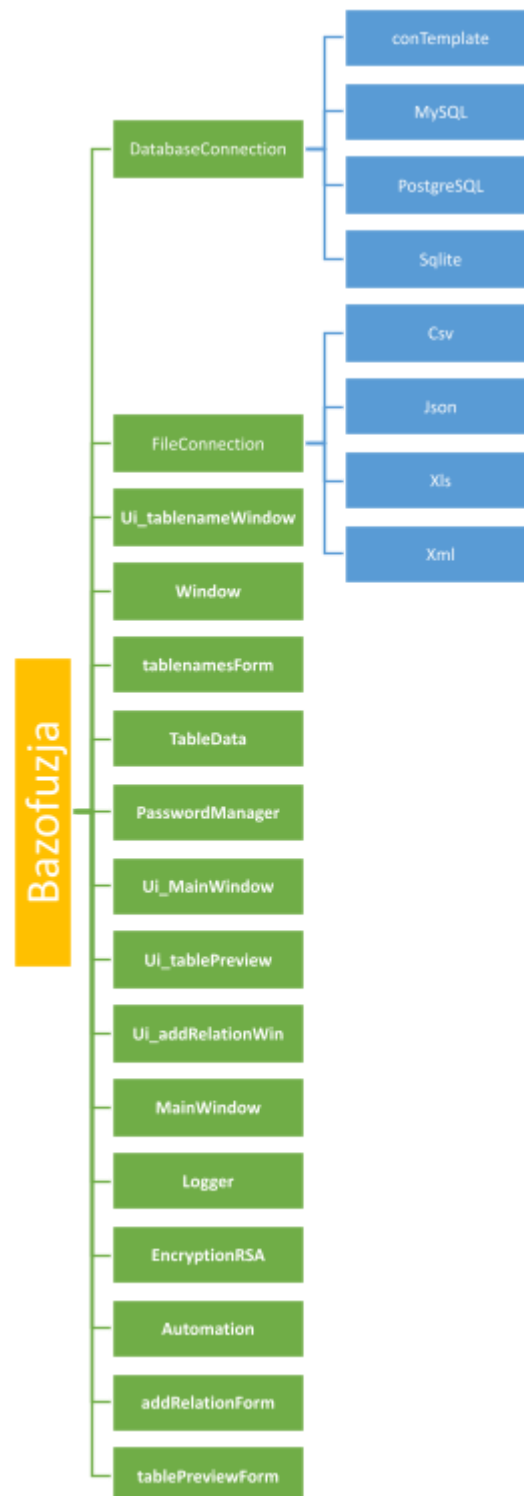 Bazofuzja
DatabaseConnection
conTemplate
MySQL
PostgreSQL
Sqlite
FileConnection
Csv
Json
Xls
Xml
Ui_tablenameWindow
Window
tablenamesForm
TableData
PasswordManager
Ui_MainWindow
Ui_tablePreview
Ui_addRelationWin
MainWindow
Logger
EncryptionRSA
Automation
addRelationForm
tablePreviewForm